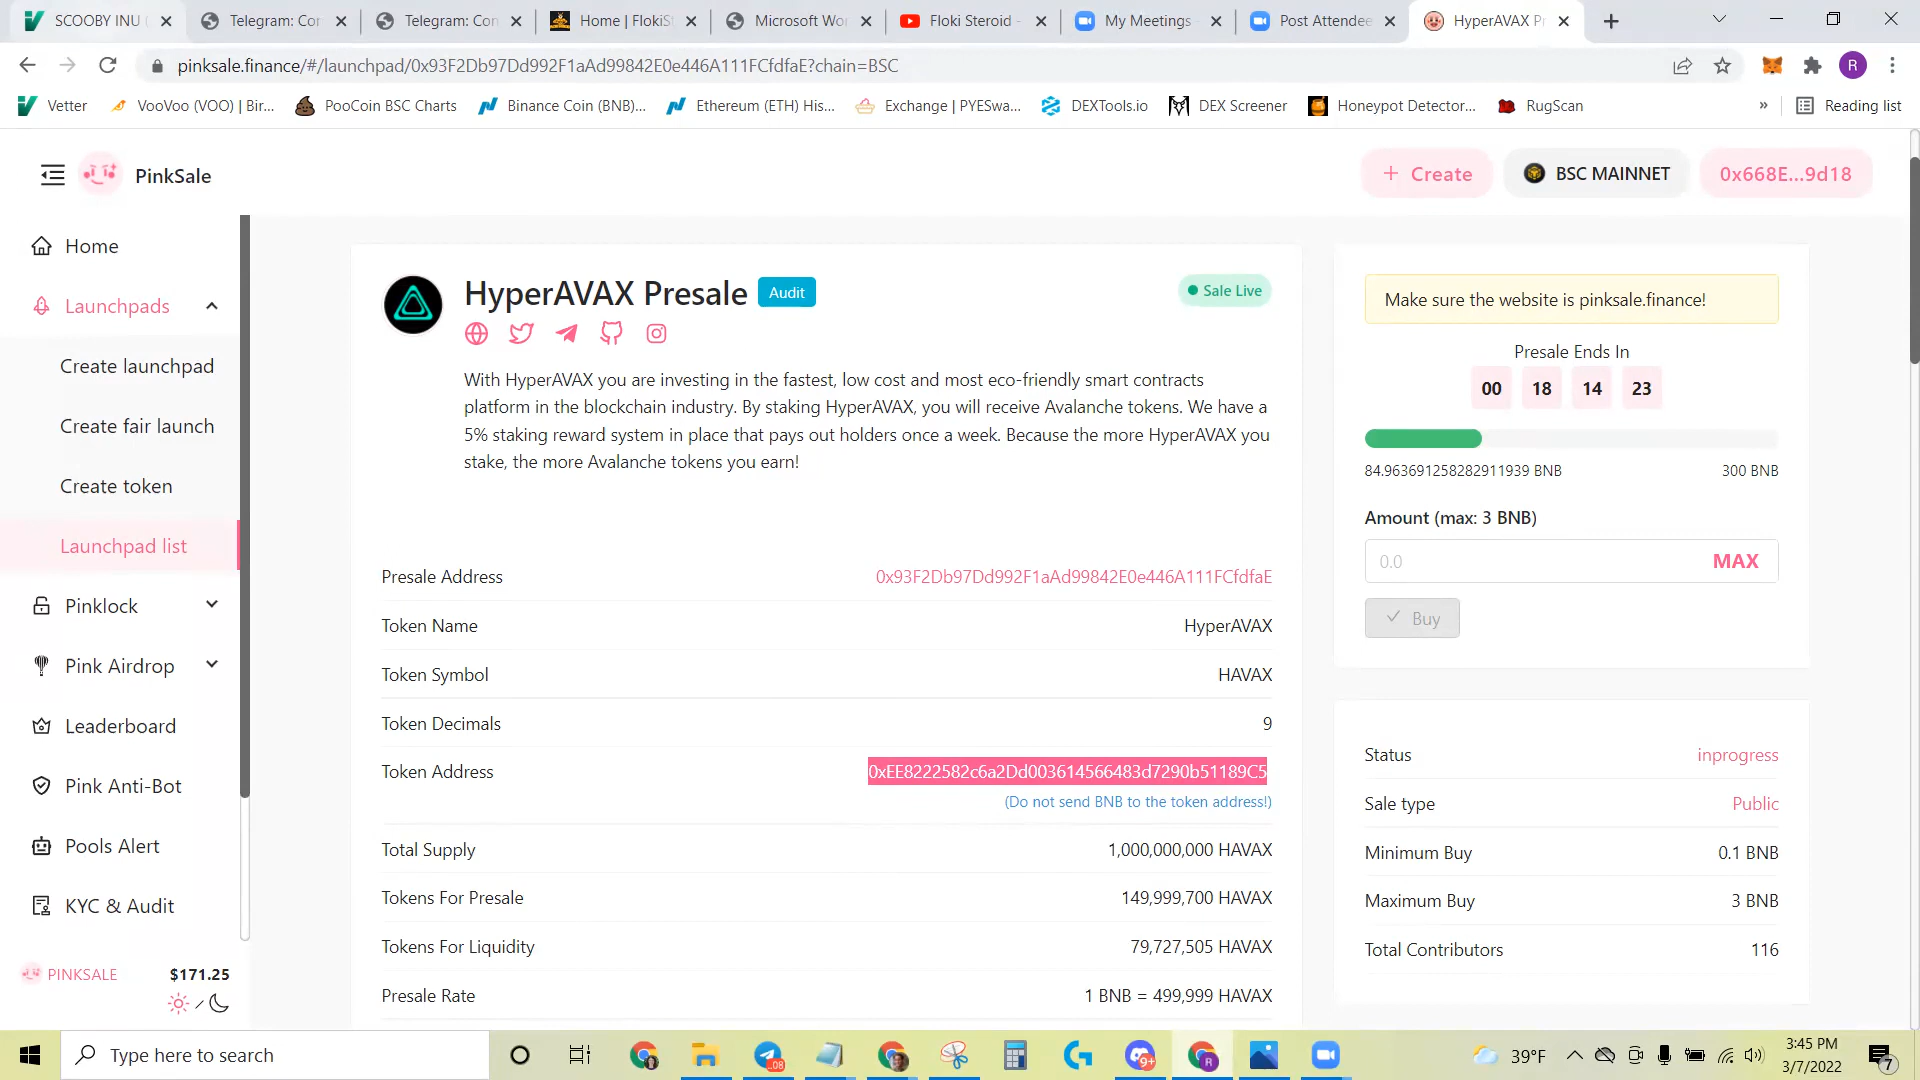 SCOOBY INU (
Telegram: Con
Telegram: Con
Home | FlokiSt
Microsoft Wor
Floki Steroid -
My Meetings -
Post Attendee
HyperAVAX Pr
pinksale.finance/#/launchpad/0x93F2Db97Dd992F1aAd99842E0e446A111FCfdfaE?chain=BSC
R
Vetter
VooVoo (VOO) | Bir...
PooCoin BSC Charts
Binance Coin (BNB)...
Ethereum (ETH) His...
Exchange | PYESwa...
DEXTools.io
DEX Screener
Honeypot Detector...
RugScan
»
Reading list
PinkSale
+ Create
BSC MAINNET
0x668E...9d18
Home
Launchpads
Create launchpad
Create fair launch
Create token
Launchpad list
Pinklock
Pink Airdrop
Leaderboard
Pink Anti-Bot
Pools Alert
KYC & Audit
PINKSALE
$171.25
HyperAVAX Presale
Audit
Sale Live
With HyperAVAX you are investing in the fastest, low cost and most eco-friendly smart contracts
platform in the blockchain industry. By staking HyperAVAX, you will receive Avalanche tokens. We have a
5% staking reward system in place that pays out holders once a week. Because the more HyperAVAX you
stake, the more Avalanche tokens you earn!
Presale Address 0x93F2Db97Dd992F1aAd99842E0e446A111FCfdfaE
Token Name HyperAVAX
Token Symbol HAVAX
Token Decimals 9
Token Address 0xEE8222582c6a2Dd003614566483d7290b51189C5
(Do not send BNB to the token address!)
Total Supply 1,000,000,000 HAVAX
Tokens For Presale 149,999,700 HAVAX
Tokens For Liquidity 79,727,505 HAVAX
Presale Rate 1 BNB = 499,999 HAVAX
Make sure the website is pinksale.finance!
Presale Ends In
00 18 14 23
84.963691258282911939 BNB 300 BNB
Amount (max: 3 BNB)
0.0 MAX
Buy
Status inprogress
Sale type Public
Minimum Buy 0.1 BNB
Maximum Buy 3 BNB
Total Contributors 116
Type here to search
.08
9+
R
39°F
3:45 PM
3/7/2022
7